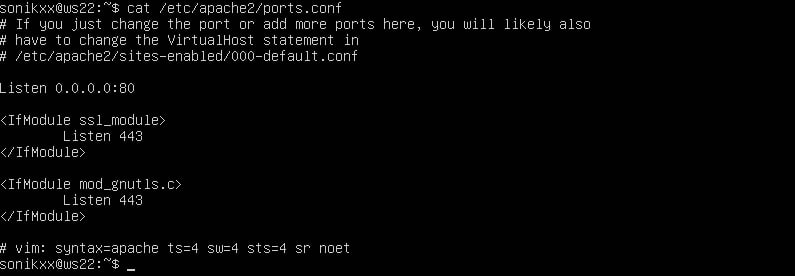 sonikxx@ws22:~$ cat /etc/apache2/ports.conf
# If you just change the port or add more ports here, you will likely also
# have to change the VirtualHost statement in
# /etc/apache2/sites-enabled/000-default.conf

Listen 0.0.0.0:80

<IfModule ssl_module>
        Listen 443
</IfModule>

<IfModule mod_gnutls.c>
        Listen 443
</IfModule>

# vim: syntax=apache ts=4 sw=4 sts=4 sr noet
sonikxx@ws22:~$ _